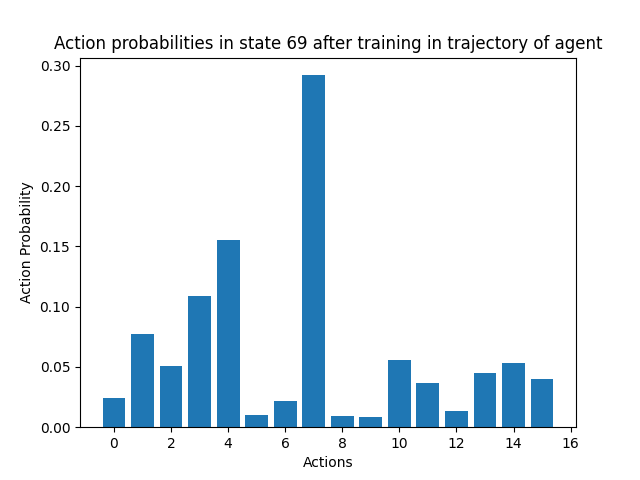 Action probabilities in state 69 after training in trajectory of agent
0.30
0.25
0.20
0.15
0.10
0.05
0.00
Action Probability
0 2 4 6 8 10 12 14 16
Actions